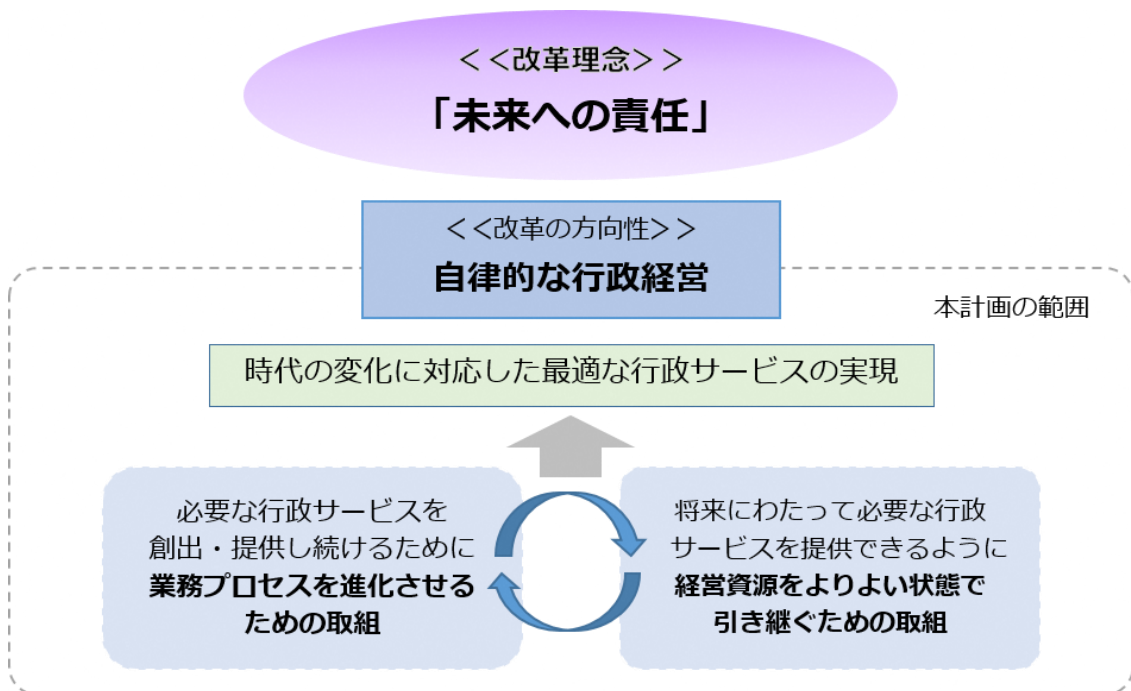 ＜＜改革理念＞＞
「未来への責任」
＜＜改革の方向性＞＞
自律的な行政経営
本計画の範囲
時代の変化に対応した最適な行政サービスの実現
必要な行政サービスを
創出・提供し続けるために
業務プロセスを進化させる
ための取組
将来にわたって必要な行政
サービスを提供できるように
経営資源をよりよい状態で
引き継ぐための取組